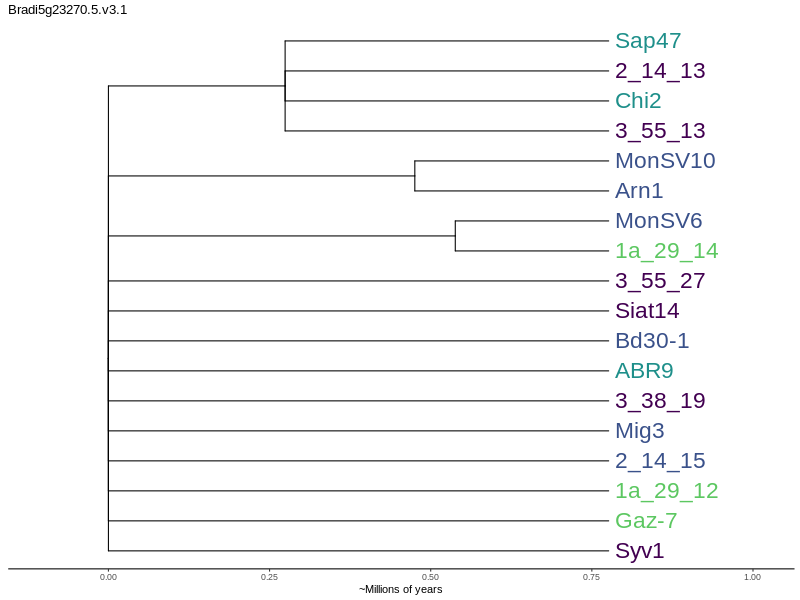 Bradi5g23270.5.v3.1
Sap47
2_14_13
Chi2
3_55_13
MonSV10
Arn1
MonSV6
1a_29_14
3_55_27
Siat14
Bd30-1
ABR9
3_38_19
Mig3
2_14_15
1a_29_12
Gaz-7
Syv1
0.00 0.25 0.50 0.75 1.00
~Millions of years